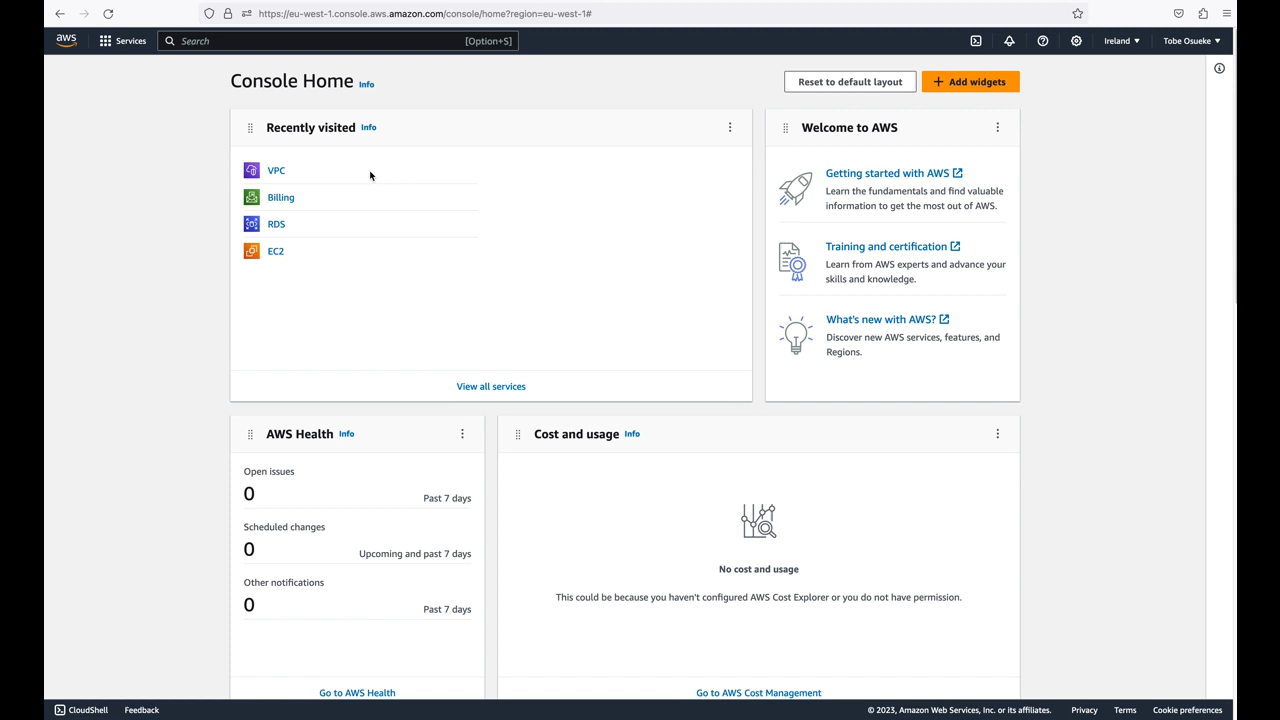 https://eu-west-1.console.aws.amazon.com/console/home?region=eu-west-1#
aws
Services
Search
[Option+S]
Ireland
Tobe Osueke
Console Home Info
Reset to default layout
Add widgets
Recently visited Info
VPC
Billing
RDS
EC2
View all services
Welcome to AWS
Getting started with AWS
Learn the fundamentals and find valuable
information to get the most out of AWS.
Training and certification
Learn from AWS experts and advance your
skills and knowledge.
What's new with AWS?
Discover new AWS services, features, and
Regions.
AWS Health Info
Open issues
0 Past 7 days
Scheduled changes
0 Upcoming and past 7 days
Other notifications
0 Past 7 days
Go to AWS Health
Cost and usage Info
No cost and usage
This could be because you haven't configured AWS Cost Explorer or you do not have permission.
Go to AWS Cost Management
CloudShell
Feedback
© 2023, Amazon Web Services, Inc. or its affiliates.
Privacy
Terms
Cookie preferences